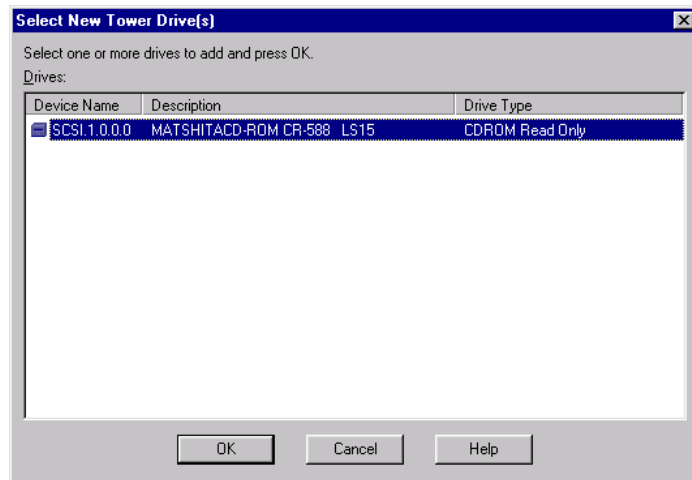 Select New Tower Drive(s)
Select one or more drives to add and press OK.
Drives:
Device Name Description Drive Type
SCSI.1.0.0.0 MATSHITACD-ROM CR-588 LS15 CDROM Read Only
OK Cancel Help